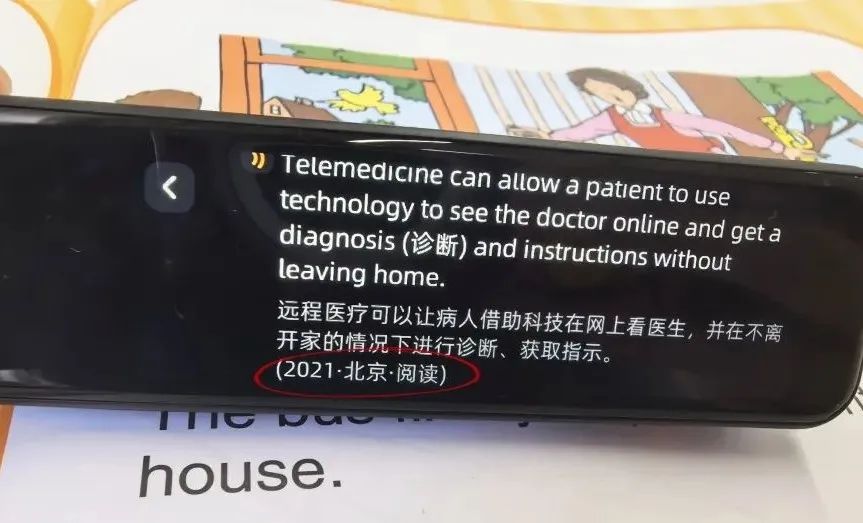 Telemedicine can allow a patient to use
technology to see the doctor online and get a
diagnosis (诊断) and instructions without
leaving home.
远程医疗可以让病人借助科技在网上看医生，并在不离
开家的情况下进行诊断、获取指示。
(2021·北京·阅读)
The bus
house.